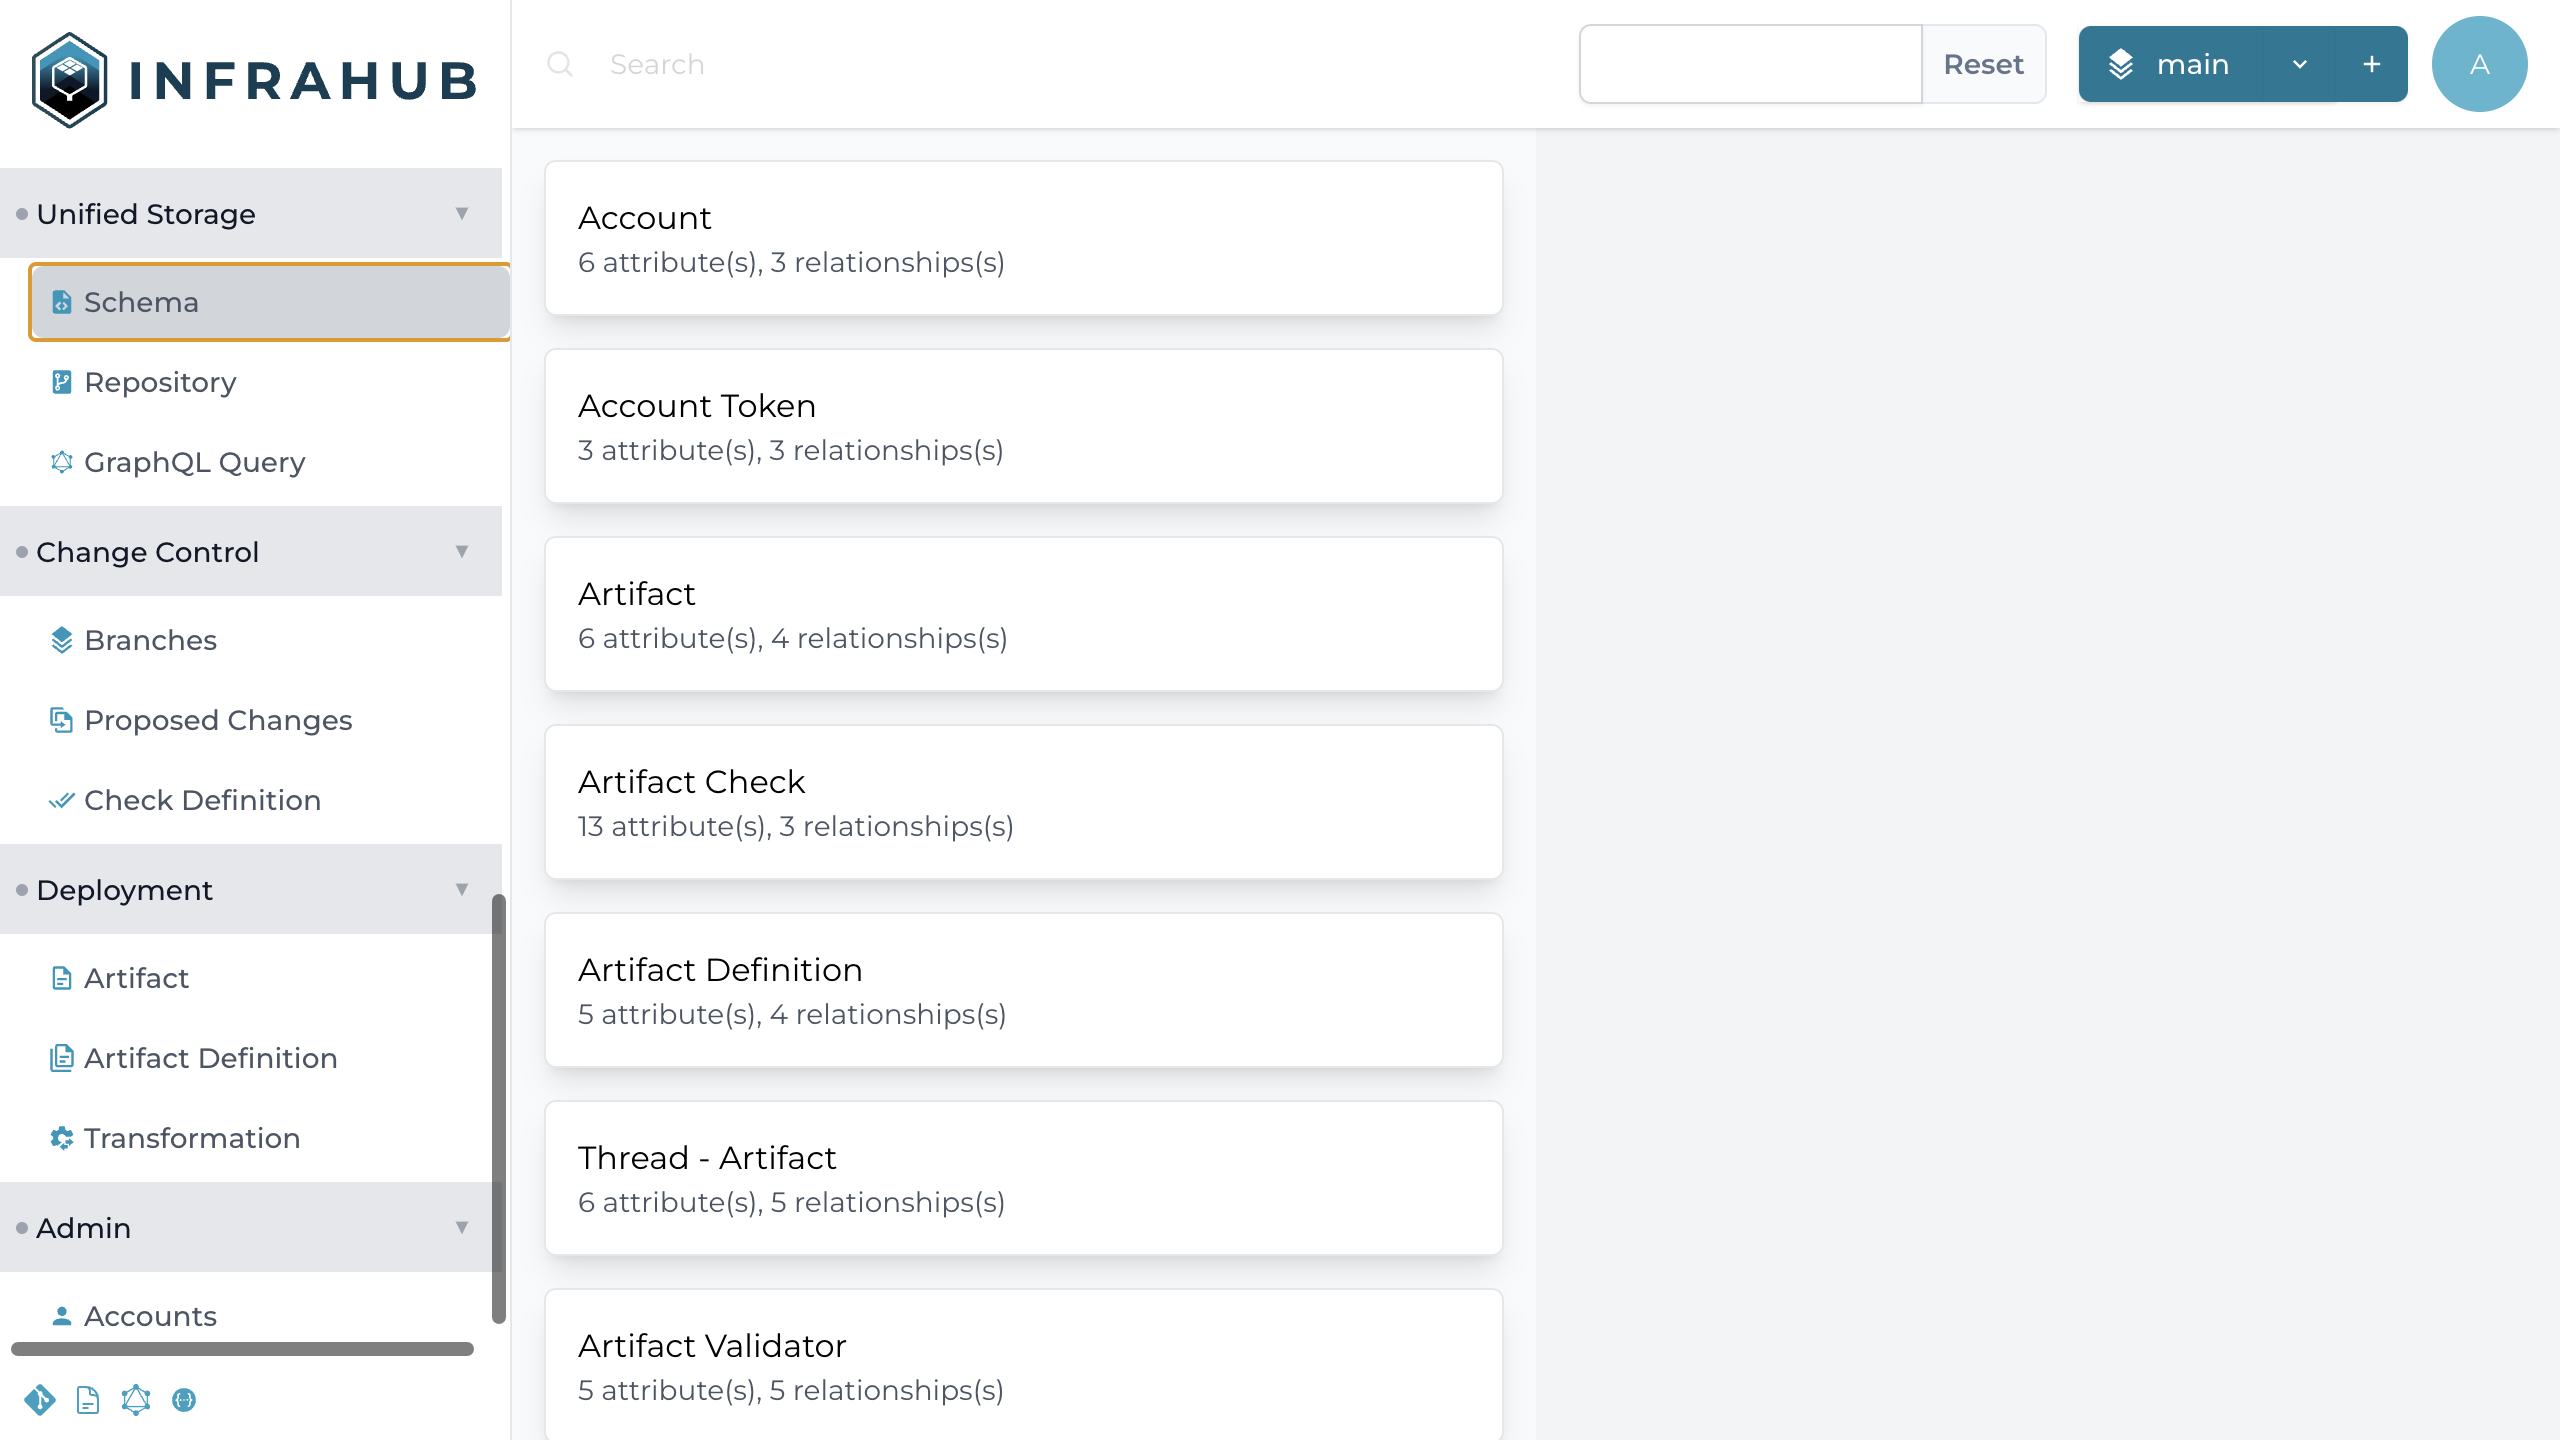 INFRAHUB
Search
Reset
main
+
A
Unified Storage
Schema
Repository
GraphQL Query
Change Control
Branches
Proposed Changes
Check Definition
Deployment
Artifact
Artifact Definition
Transformation
Admin
Accounts
Account
6 attribute(s), 3 relationships(s)
Account Token
3 attribute(s), 3 relationships(s)
Artifact
6 attribute(s), 4 relationships(s)
Artifact Check
13 attribute(s), 3 relationships(s)
Artifact Definition
5 attribute(s), 4 relationships(s)
Thread - Artifact
6 attribute(s), 5 relationships(s)
Artifact Validator
5 attribute(s), 5 relationships(s)